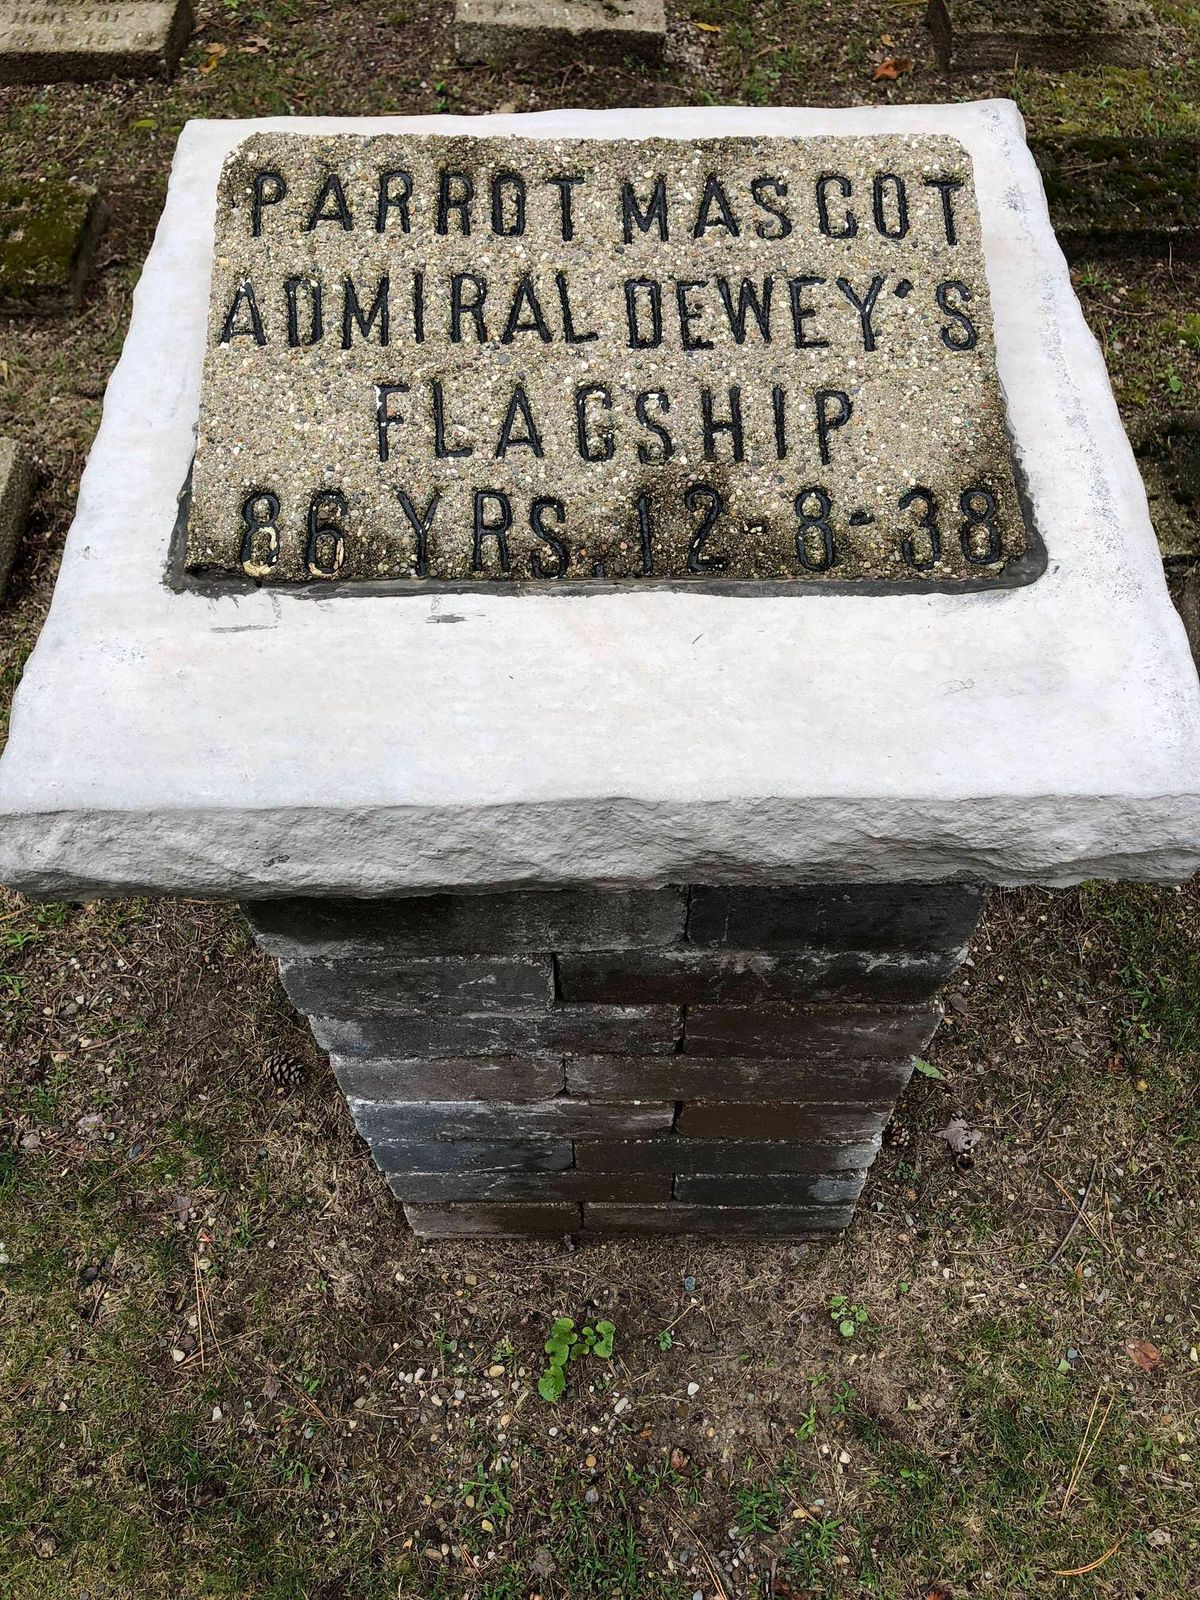 PARROT MASCOT
ADMIRAL DEWEY'S
FLAGSHIP
86 YRS. 12-8-38